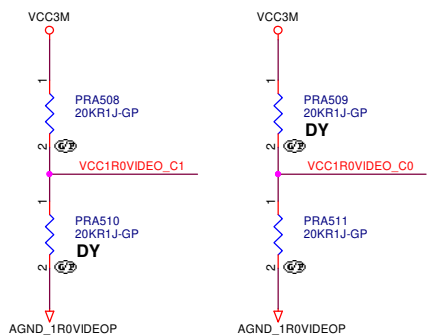 VCC3M VCC3M
1 1
PRA508 PRA509
20KR1J-GP 20KR1J-GP
DY
2 G/P 2 G/P
VCC1R0VIDEO_C1 VCC1R0VIDEO_C0
1 1
PRA510 PRA511
20KR1J-GP 20KR1J-GP
DY
2 G/P 2 G/P
AGND_1R0VIDEOP AGND_1R0VIDEOP